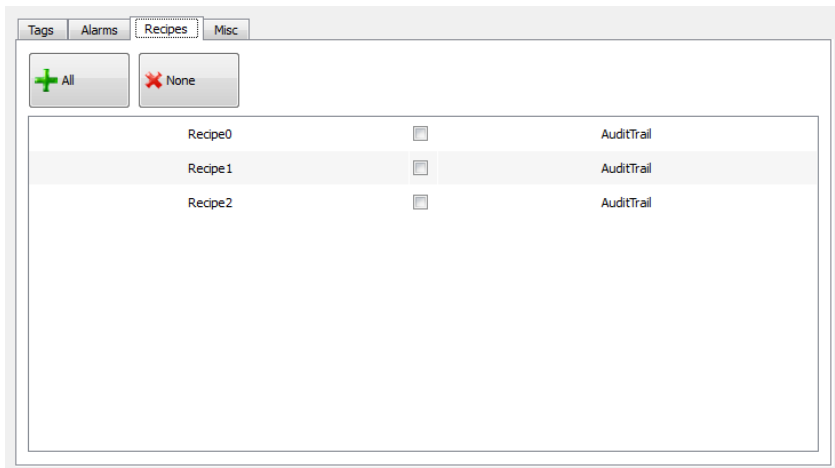 Tags Alarms Recipes Misc
All None
Recipe0 AuditTrail
Recipe1 AuditTrail
Recipe2 AuditTrail